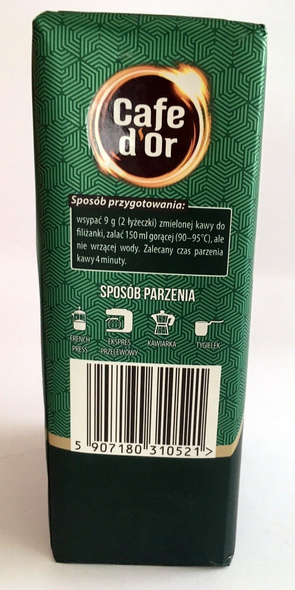 Cafe
d'Or
Sposób przygotowania:
wsypać 9 g (2 łyżeczki) zmielonej kawy do
filiżanki, zalać 150 ml gorącej (90–95°C), ale
nie wrzącej wody. Zalecany czas parzenia
kawy 4 minuty.
SPOSÓB PARZENIA
FRENCH PRESS
EKSPRES PRZELEWOWY
KAWIARKA
TYGIELEK
5 907180 310521>